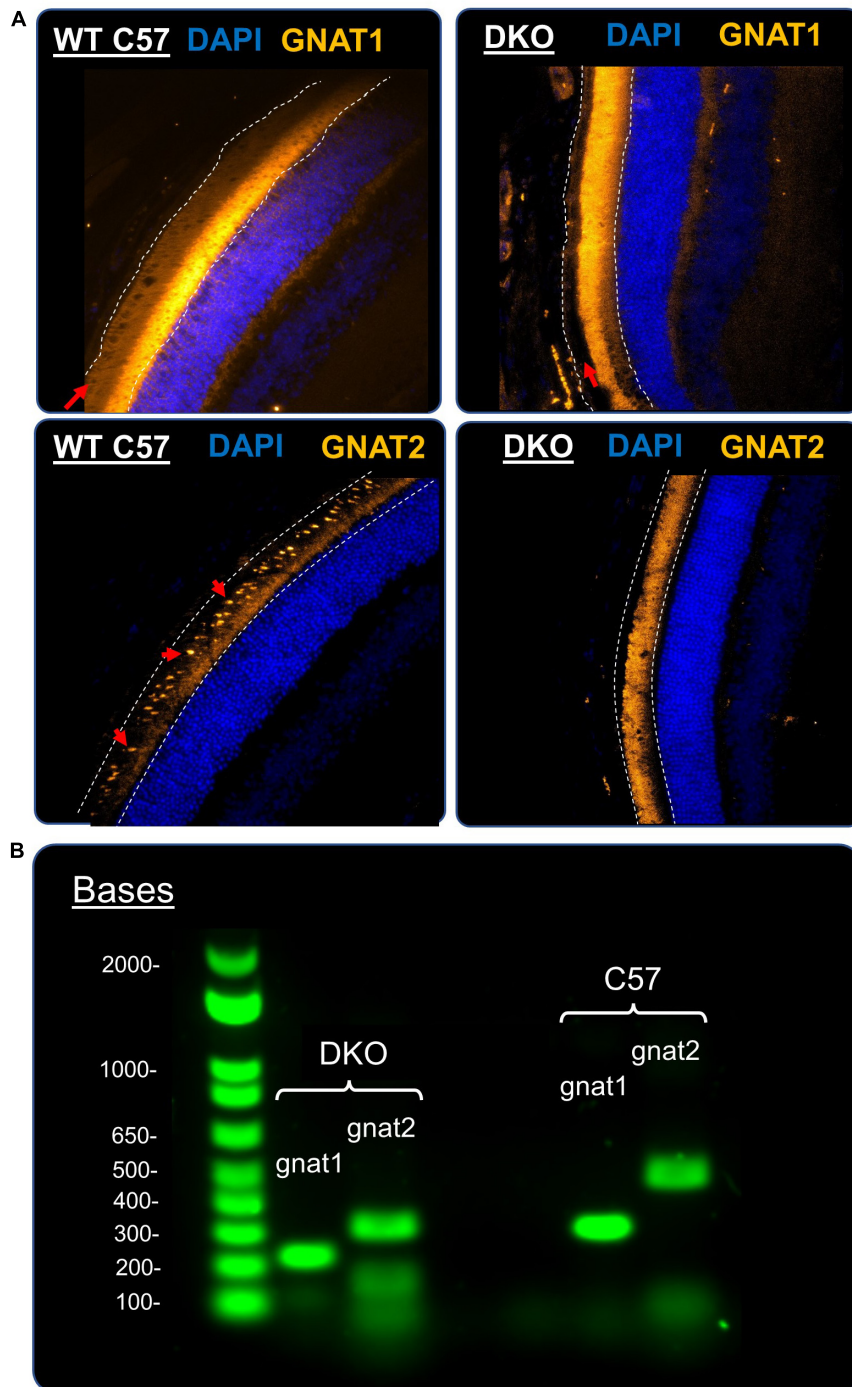 A
WT C57 DAPI GNAT1
DKO DAPI GNAT1
WT C57 DAPI GNAT2
DKO DAPI GNAT2
B
Bases
2000-
1000-
650-
500-
400-
300-
200-
100-
DKO
gnat1
gnat2
C57
gnat1
gnat2